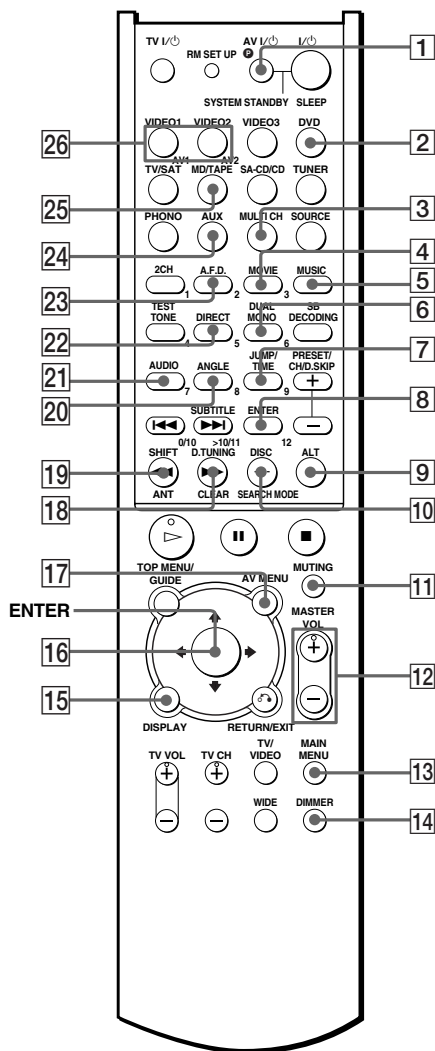 TV I/⏻
RM SET UP
AV I/⏻
I/⏻
P
SYSTEM STANDBY
SLEEP
1
VIDEO1
VIDEO2
VIDEO3
DVD
26
2
AV1
AV2
TV/SAT
MD/TAPE
SA-CD/CD
TUNER
25
3
PHONO
AUX
MULTI CH
SOURCE
24
4
2CH
A.F.D.
MOVIE
MUSIC
5
1
2
3
23
6
TEST TONE
DIRECT
DUAL MONO
SB DECODING
4
5
6
22
7
AUDIO
ANGLE
JUMP/TIME
PRESET/CH/D.SKIP
+
7
8
9
21
20
8
SUBTITLE
ENTER
−
0/10
>10/11
12
9
SHIFT
D.TUNING
DISC
ALT
19
-/--
ANT
CLEAR
SEARCH MODE
18
10
17
TOP MENU/
GUIDE
AV MENU
MUTING
11
ENTER
MASTER
VOL
+
16
12
−
15
DISPLAY
RETURN/EXIT
TV VOL
TV CH
TV/
VIDEO
MAIN
MENU
+
+
13
WIDE
DIMMER
−
−
14